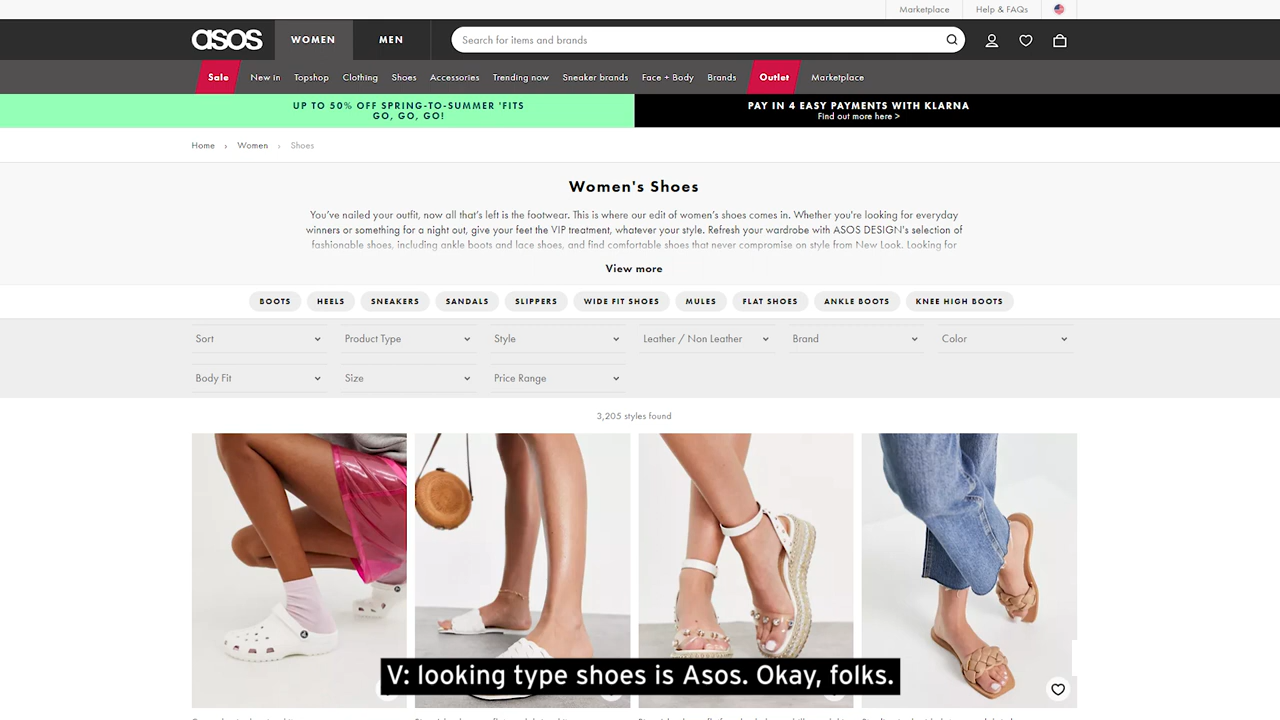 Marketplace
Help & FAQs
asos
WOMEN
MEN
Search for items and brands
Sale
New in
Topshop
Clothing
Shoes
Accessories
Trending now
Sneaker brands
Face + Body
Brands
Outlet
Marketplace
UP TO 50% OFF SPRING-TO-SUMMER 'FITS
GO, GO, GO!
PAY IN 4 EASY PAYMENTS WITH KLARNA
Find out more here >
Home › Women › Shoes
Women's Shoes
You've nailed your outfit, now all that's left is the footwear. This is where our edit of women's shoes comes in. Whether you're looking for everyday
winners or something for a night out, give your feet the VIP treatment, whatever your style. Refresh your wardrobe with ASOS DESIGN's selection of
fashionable shoes, including ankle boots and lace shoes, and find comfortable shoes that never compromise on style from New Look. Looking for
View more
BOOTS
HEELS
SNEAKERS
SANDALS
SLIPPERS
WIDE FIT SHOES
MULES
FLAT SHOES
ANKLE BOOTS
KNEE HIGH BOOTS
Sort
Product Type
Style
Leather / Non Leather
Brand
Color
Body Fit
Size
Price Range
3,205 styles found
V: looking type shoes is Asos. Okay, folks.